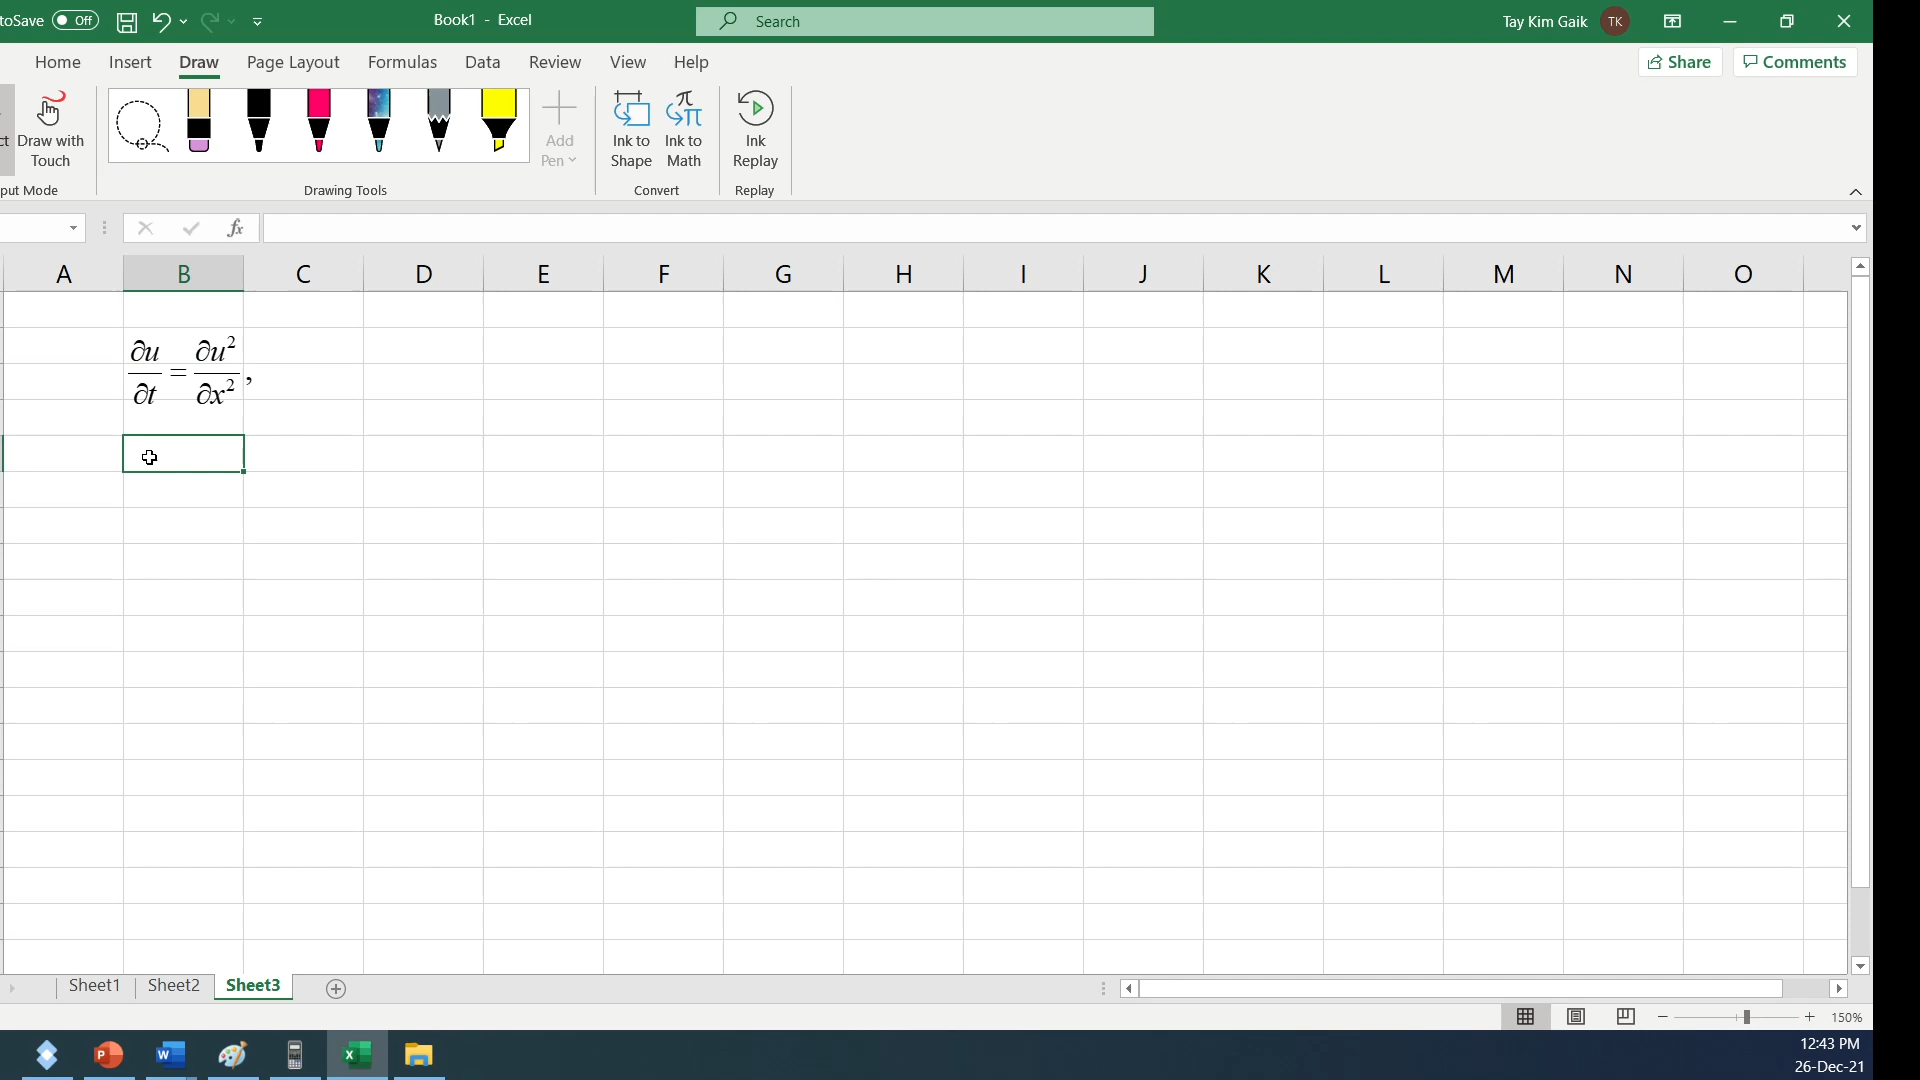 toSave Off Book1 - Excel Search Tay Kim Gaik TK
Home Insert Draw Page Layout Formulas Data Review View Help Share Comments
ct Draw with Touch Add Pen Ink to Shape Ink to Math Ink Replay
put Mode Drawing Tools Convert Replay
fx
A B C D E F G H I J K L M N O
∂u/∂t = ∂u²/∂x²,
Sheet1 Sheet2 Sheet3
150%
12:43 PM
26-Dec-21